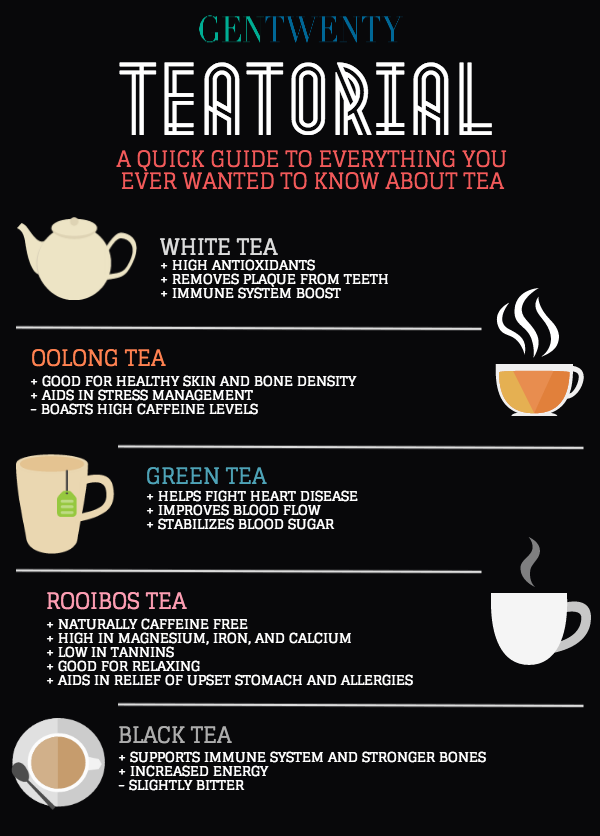 GENTWENTY
TEATORIAL
A QUICK GUIDE TO EVERYTHING YOU
EVER WANTED TO KNOW ABOUT TEA
WHITE TEA
+ HIGH ANTIOXIDANTS
+ REMOVES PLAQUE FROM TEETH
+ IMMUNE SYSTEM BOOST
OOLONG TEA
+ GOOD FOR HEALTHY SKIN AND BONE DENSITY
+ AIDS IN STRESS MANAGEMENT
- BOASTS HIGH CAFFEINE LEVELS
GREEN TEA
+ HELPS FIGHT HEART DISEASE
+ IMPROVES BLOOD FLOW
+ STABILIZES BLOOD SUGAR
ROOIBOS TEA
+ NATURALLY CAFFEINE FREE
+ HIGH IN MAGNESIUM, IRON, AND CALCIUM
+ LOW IN TANNINS
+ GOOD FOR RELAXING
+ AIDS IN RELIEF OF UPSET STOMACH AND ALLERGIES
BLACK TEA
+ SUPPORTS IMMUNE SYSTEM AND STRONGER BONES
+ INCREASED ENERGY
- SLIGHTLY BITTER